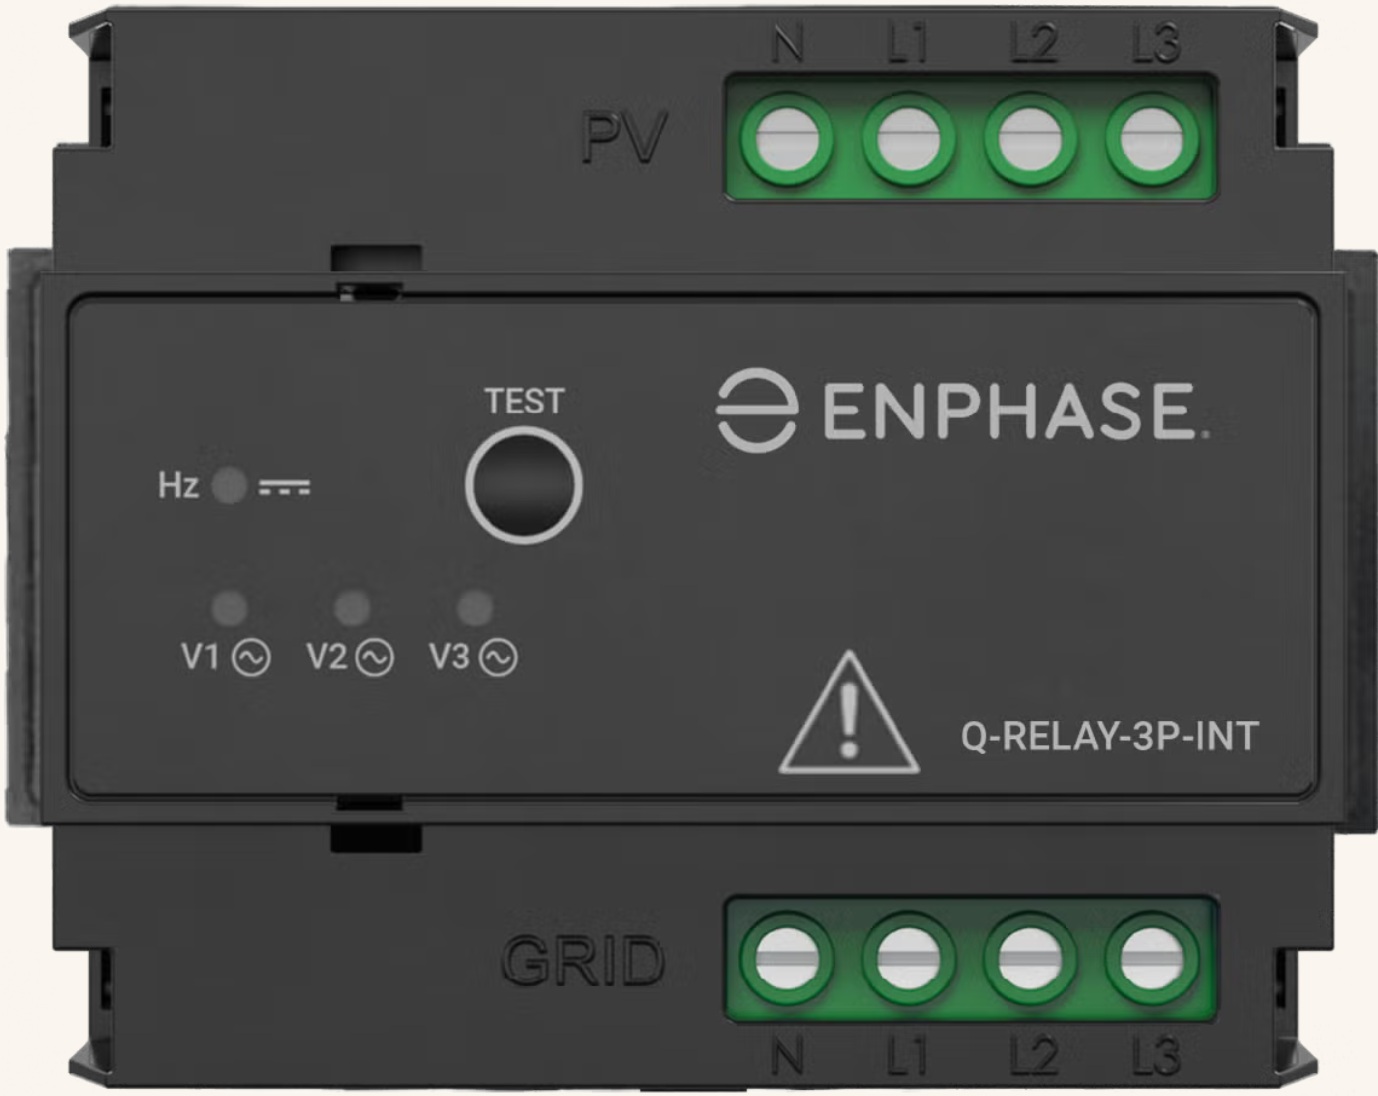 N L1 L2 L3
PV
TEST
ENPHASE.
Hz
V1 V2 V3
Q-RELAY-3P-INT
GRID
N L1 L2 L3